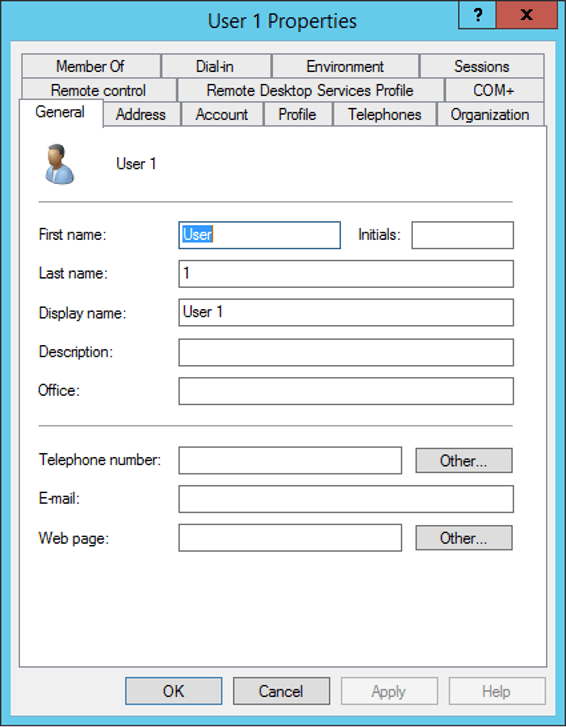 User 1 Properties
? x
Member Of Dial-in Environment Sessions
Remote control Remote Desktop Services Profile COM+
General Address Account Profile Telephones Organization
User 1
First name: User Initials:
Last name: 1
Display name: User 1
Description:
Office:
Telephone number: Other...
E-mail:
Web page: Other...
OK Cancel Apply Help